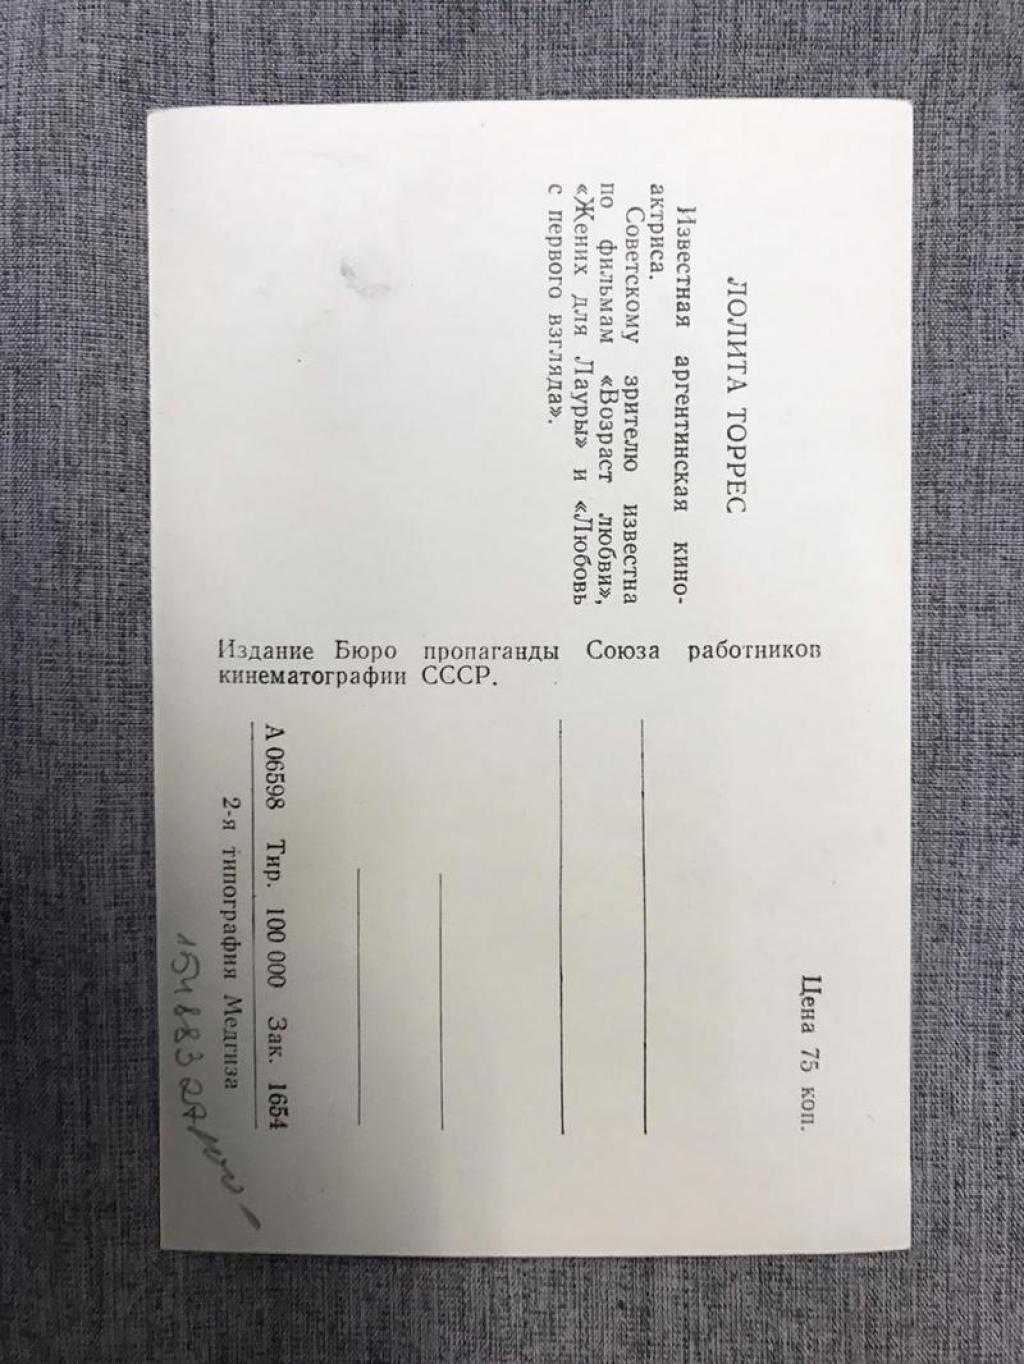 ЛОЛИТА ТОРРЕС
Известная аргентинская кино-
актриса.
Советскому зрителю известна
по фильмам «Возраст любви»,
«Жених для Лауры» и «Любовь
с первого взгляда».
Издание Бюро пропаганды Союза работников
кинематографии СССР.
Цена 75 коп.
А 06598 Тир. 100 000 Зак. 1654
2-я типография Медгиза